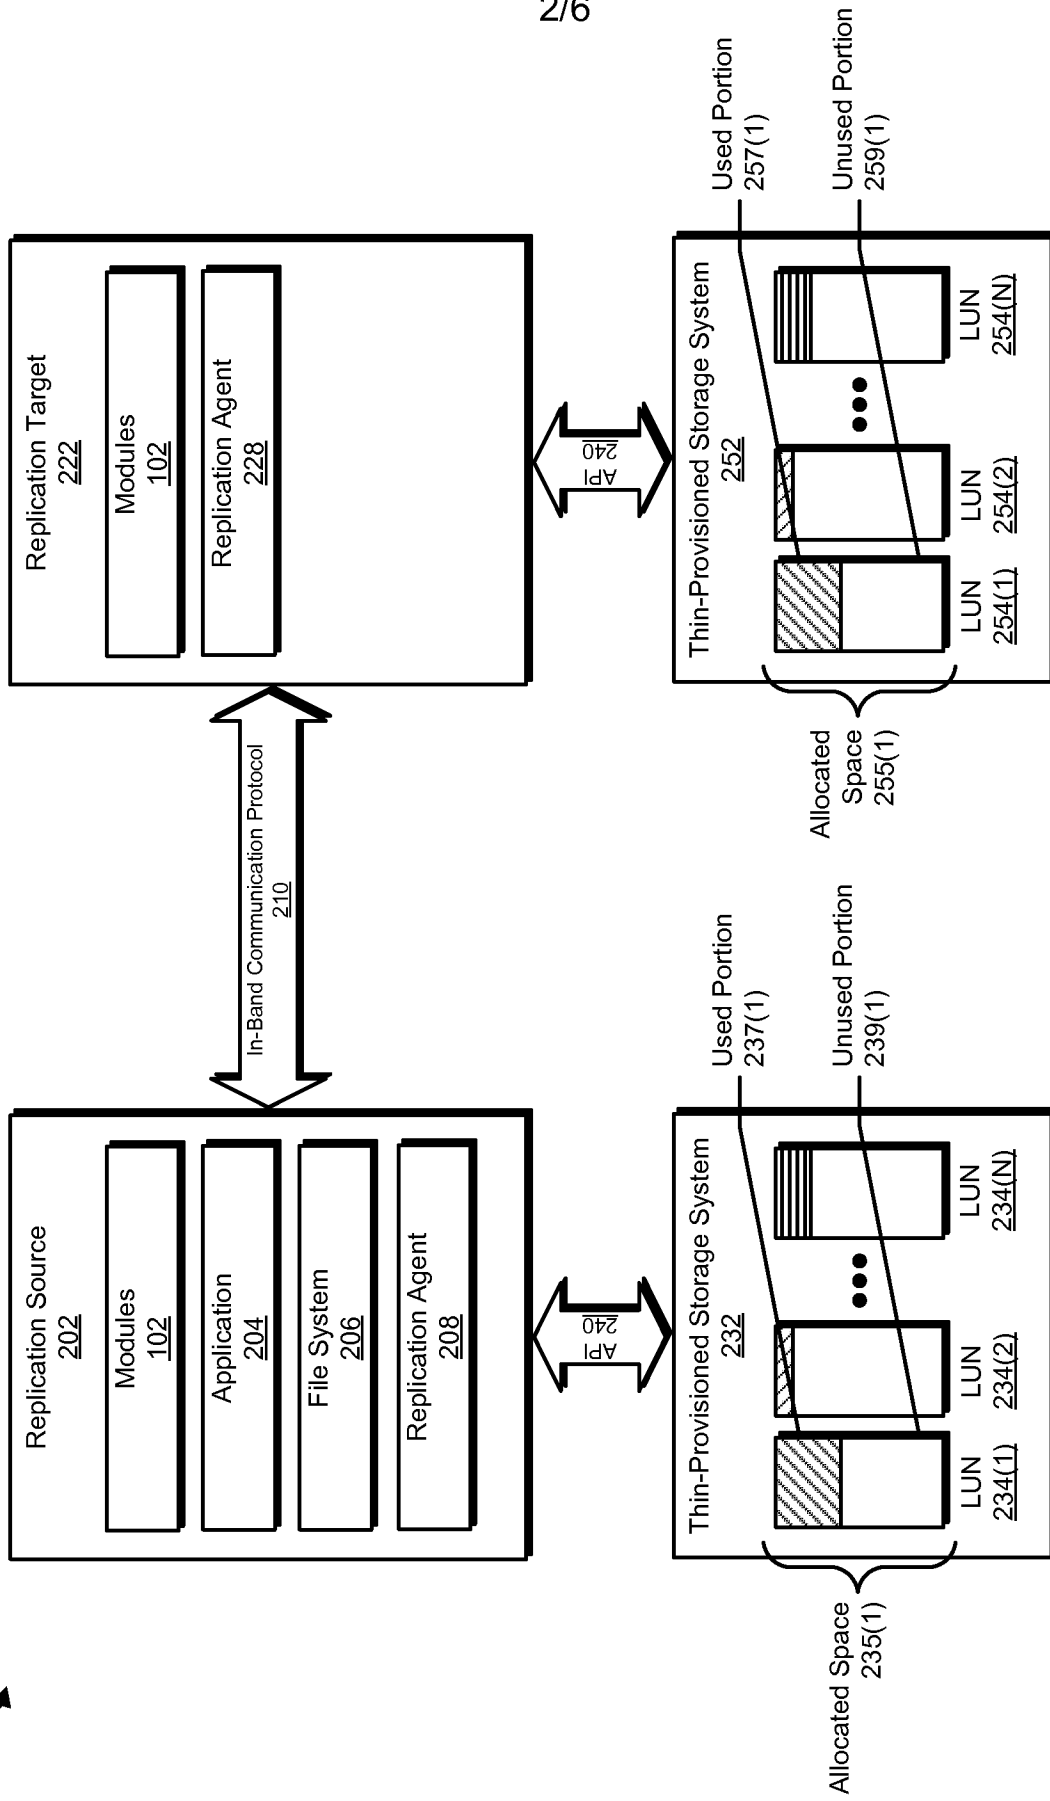 2/6
Replication Source
202
Modules
102
Application
204
File System
206
Replication Agent
208
In-Band Communication Protocol
210
Replication Target
222
Modules
102
Replication Agent
228
API
240
API
240
Thin-Provisioned Storage System
232
Allocated Space
235(1)
LUN
234(1)
LUN
234(2)
LUN
234(N)
Used Portion
237(1)
Unused Portion
239(1)
Thin-Provisioned Storage System
252
Allocated
Space
255(1)
LUN
254(1)
LUN
254(2)
LUN
254(N)
Used Portion
257(1)
Unused Portion
259(1)